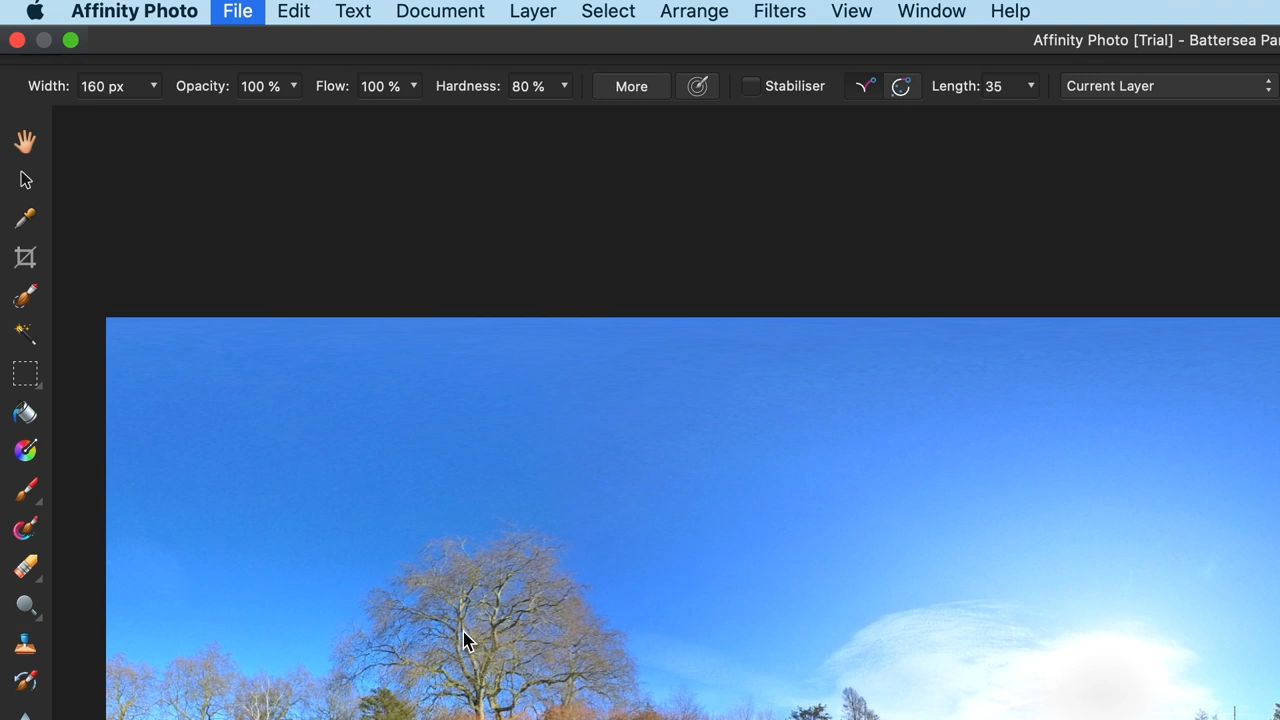 Affinity Photo File Edit Text Document Layer Select Arrange Filters View Window Help
Affinity Photo [Trial] - Battersea Pa
Width: 160 px Opacity: 100 % Flow: 100 % Hardness: 80 % More Stabiliser Length: 35 Current Layer